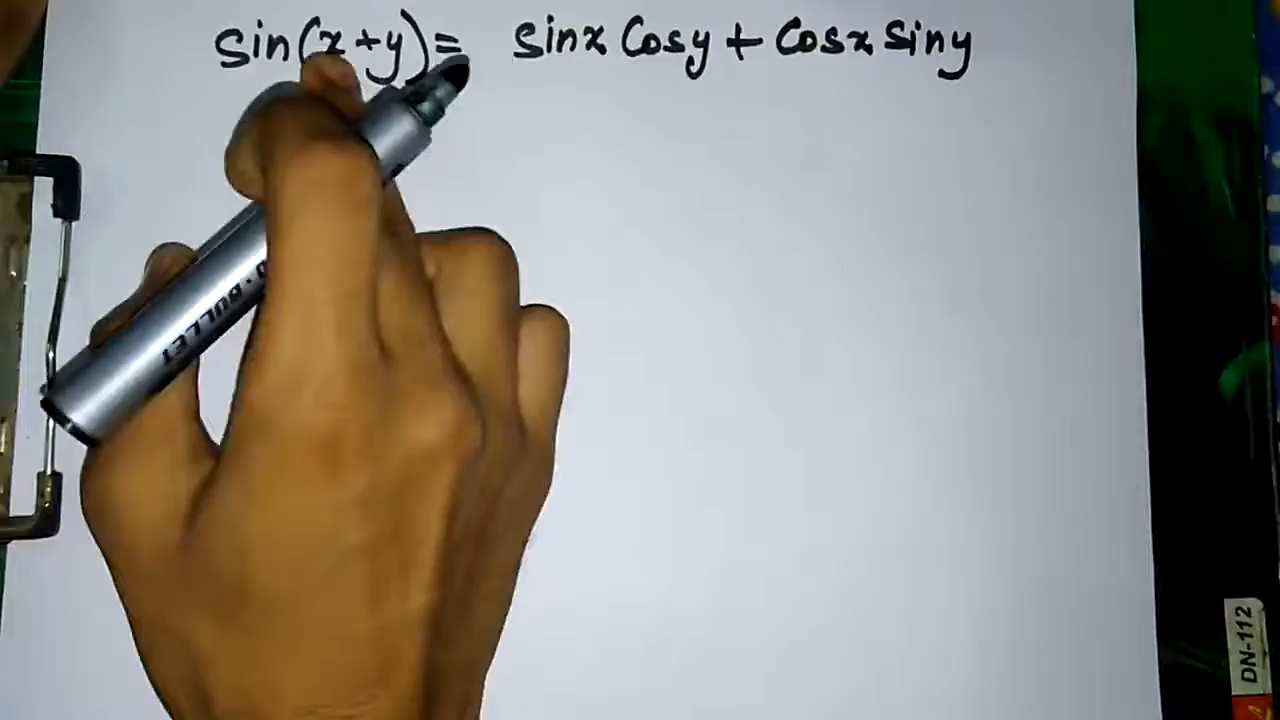 sin(x+y)= sinx Cosy + Cosx siny
BULLET
DN-112